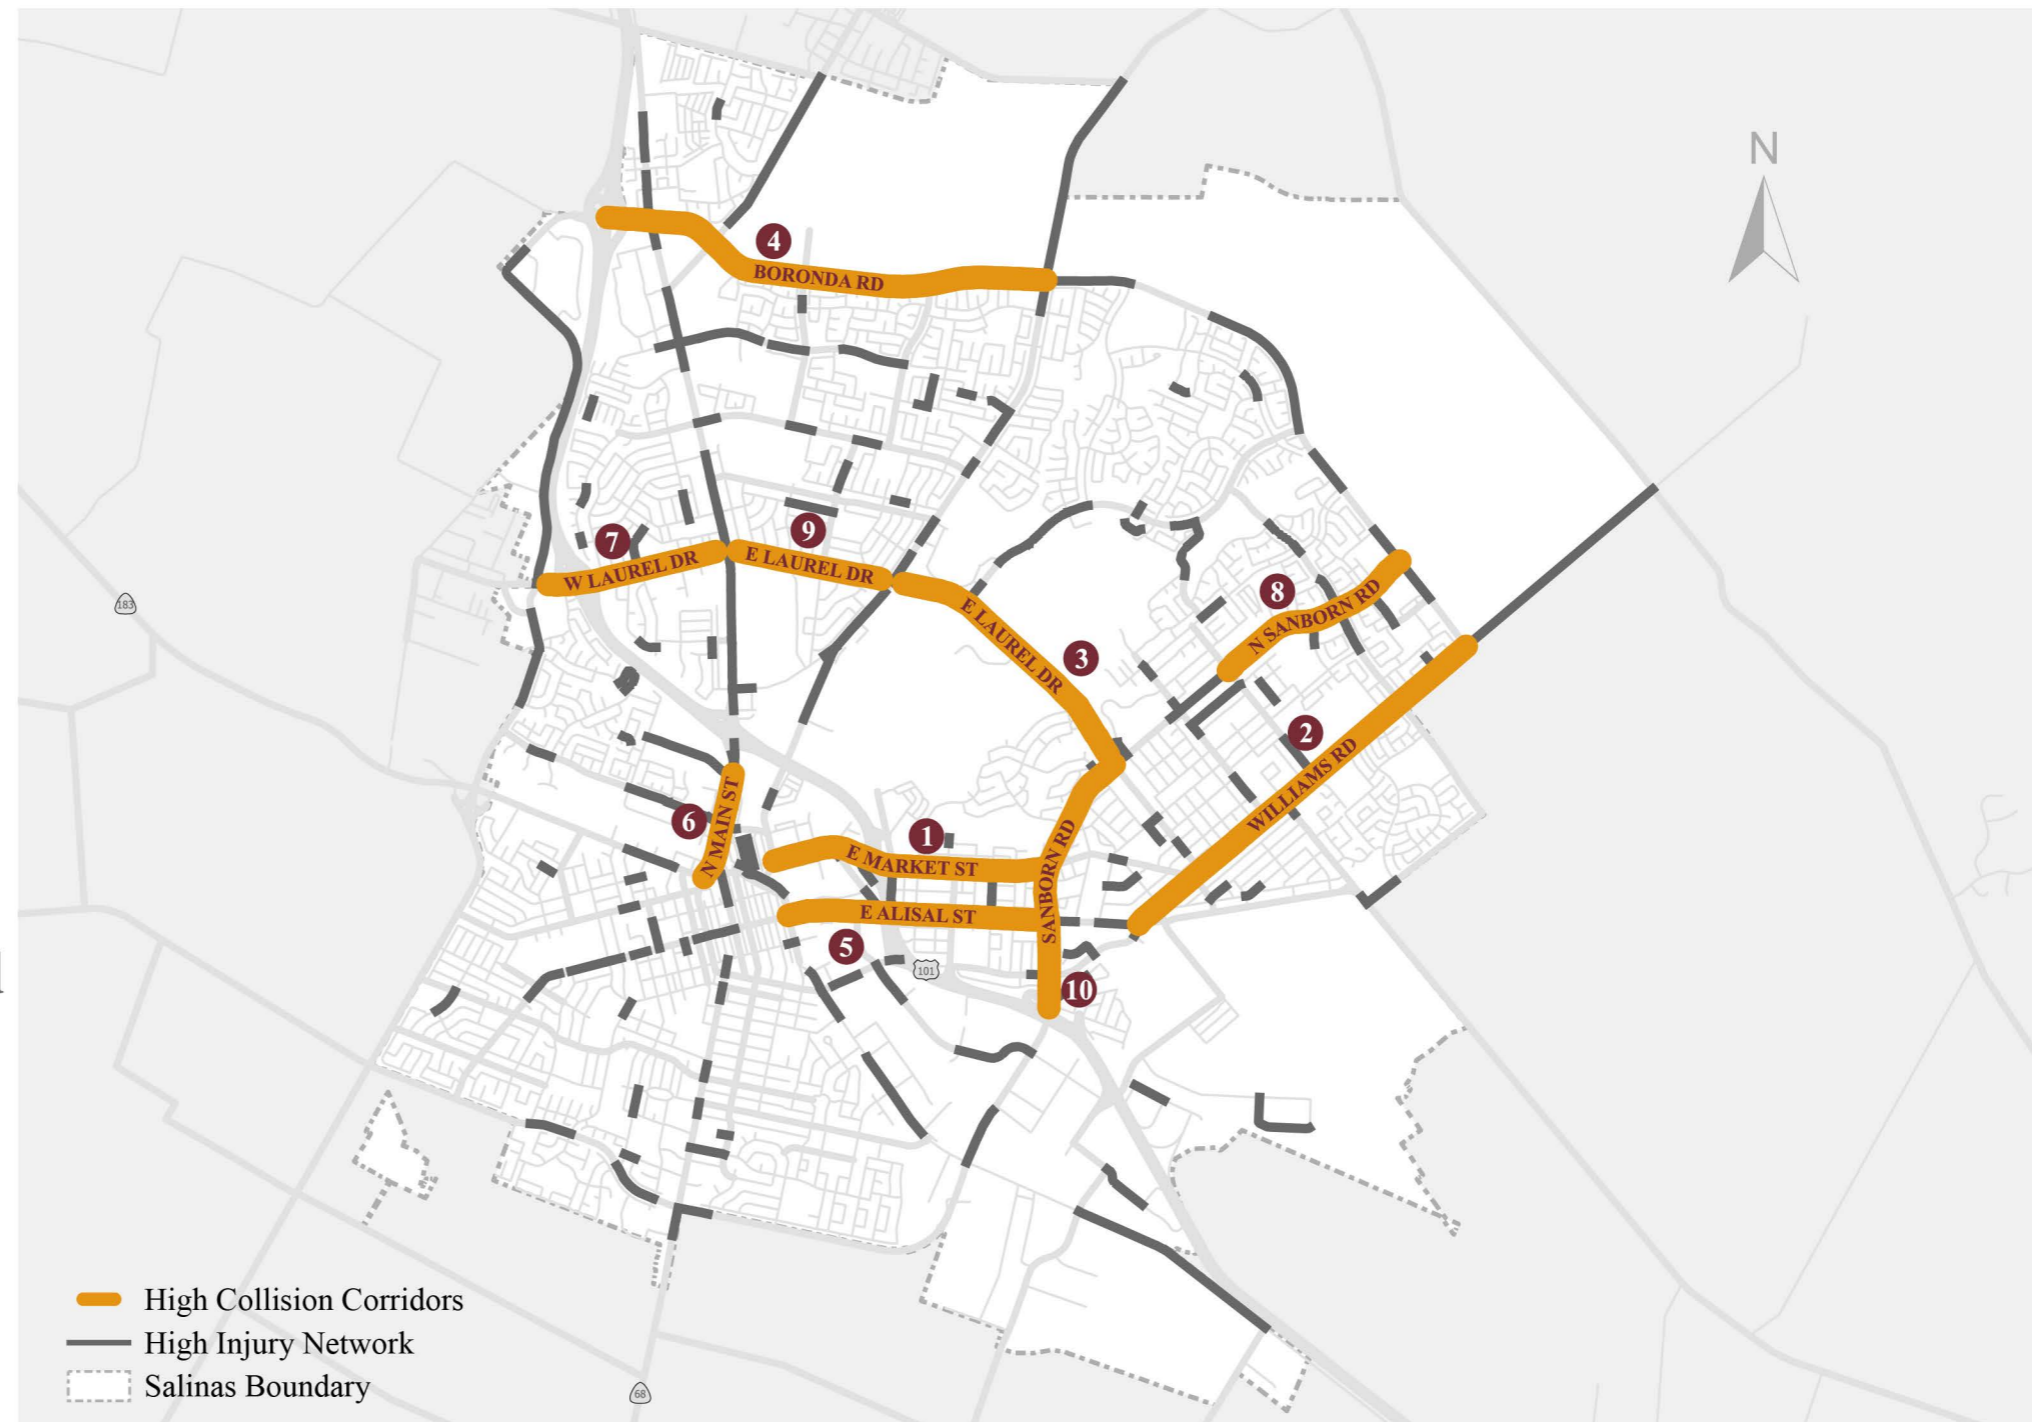 N
4
BORONDA RD
7
W LAUREL DR
9
E LAUREL DR
183
E LAUREL DR
3
8
N SANBORN RD
2
WILLIAMS RD
6
N MAIN ST
1
E MARKET ST
SANBORN RD
E ALISAL ST
5
101
10
High Collision Corridors
High Injury Network
Salinas Boundary
68